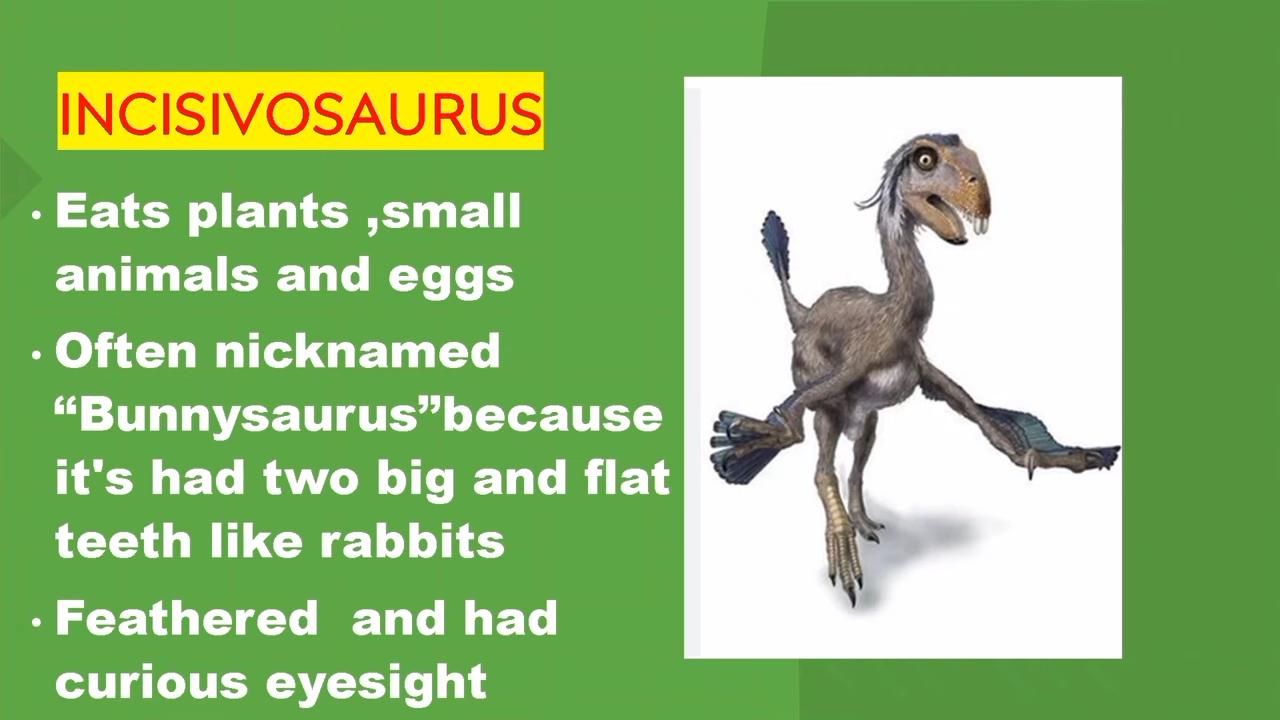 INCISIVOSAURUS
• Eats plants ,small
animals and eggs
• Often nicknamed
“Bunnysaurus”because
it's had two big and flat
teeth like rabbits
• Feathered  and had
curious eyesight